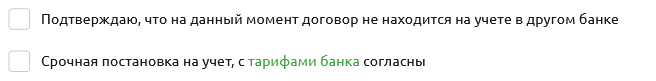 Подтверждаю, что на данный момент договор не находится на учете в другом банке
Срочная постановка на учет, с тарифами банка согласны